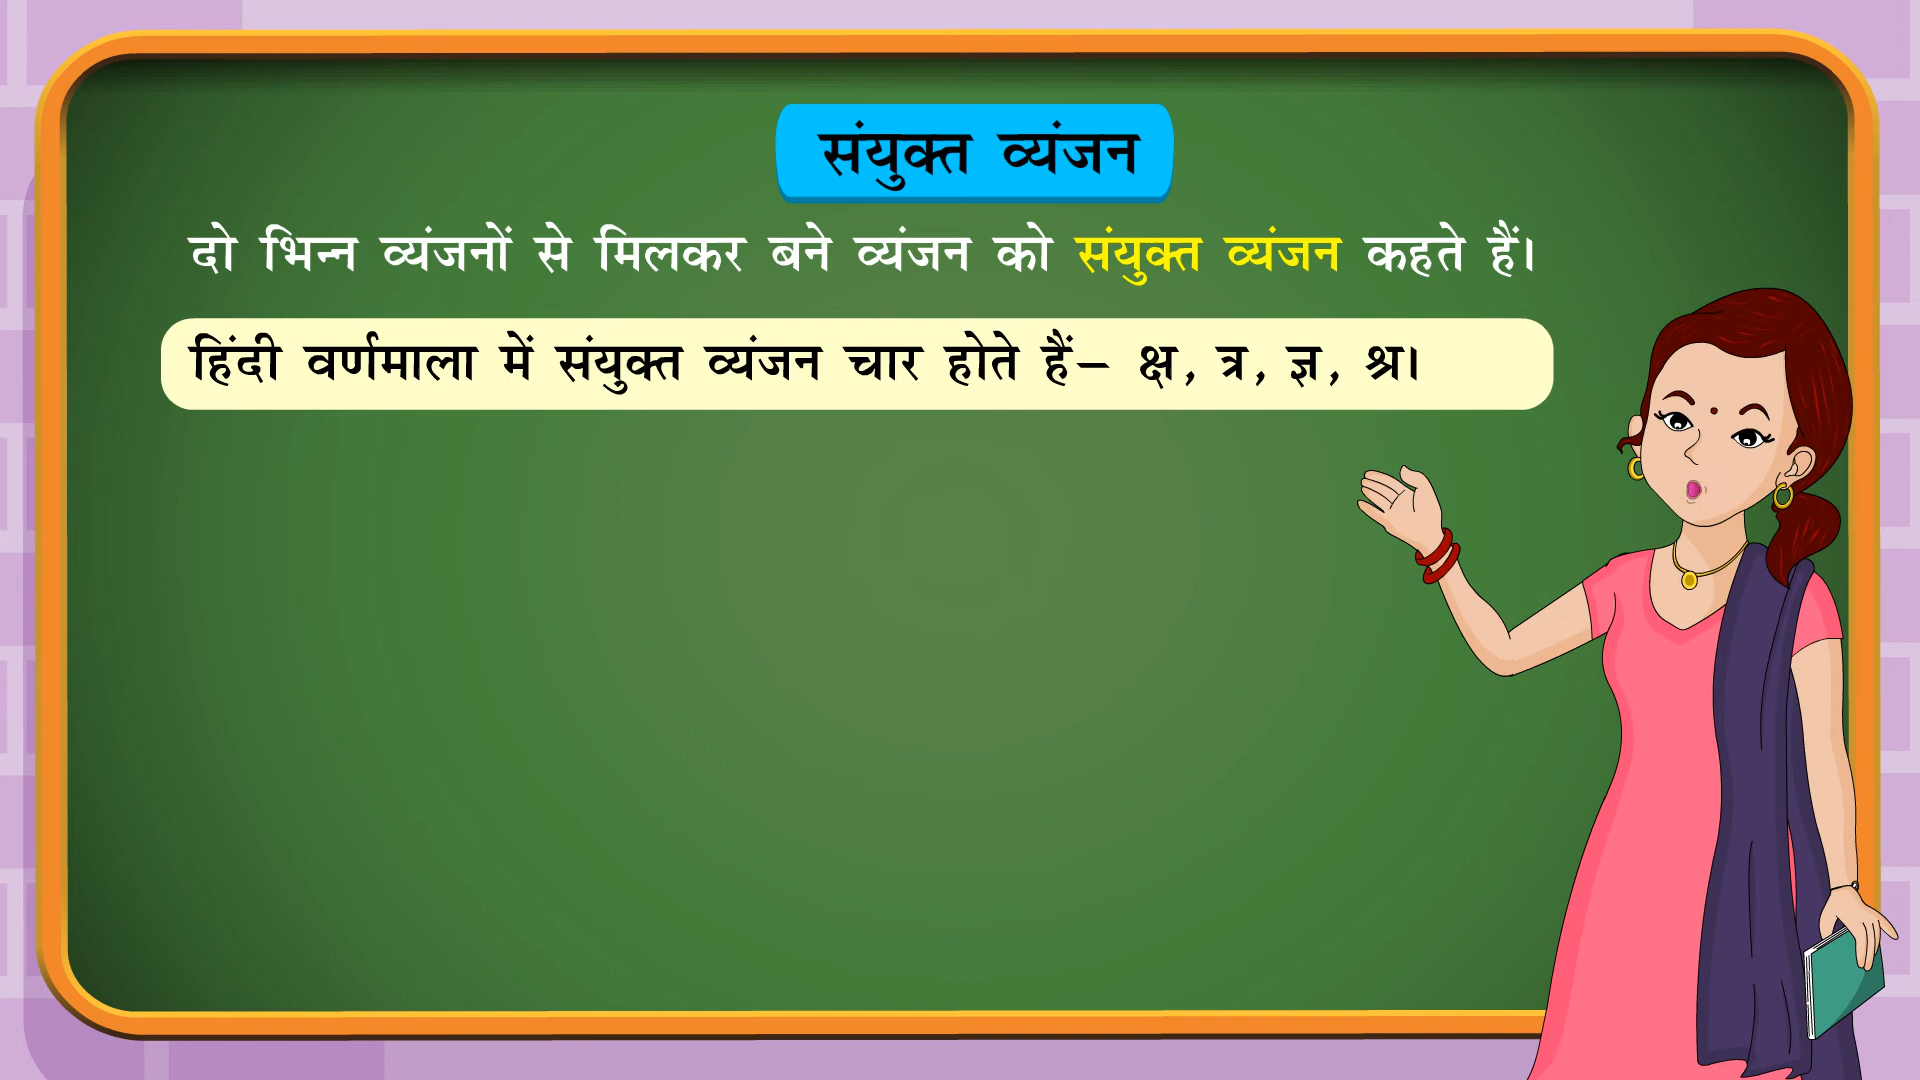 संयुक्त व्यंजन
दो भिन्न व्यंजनों से मिलकर बने व्यंजन को संयुक्त व्यंजन कहते हैं।
हिंदी वर्णमाला में संयुक्त व्यंजन चार होते हैं– क्ष, त्र, ज्ञ, श्र।